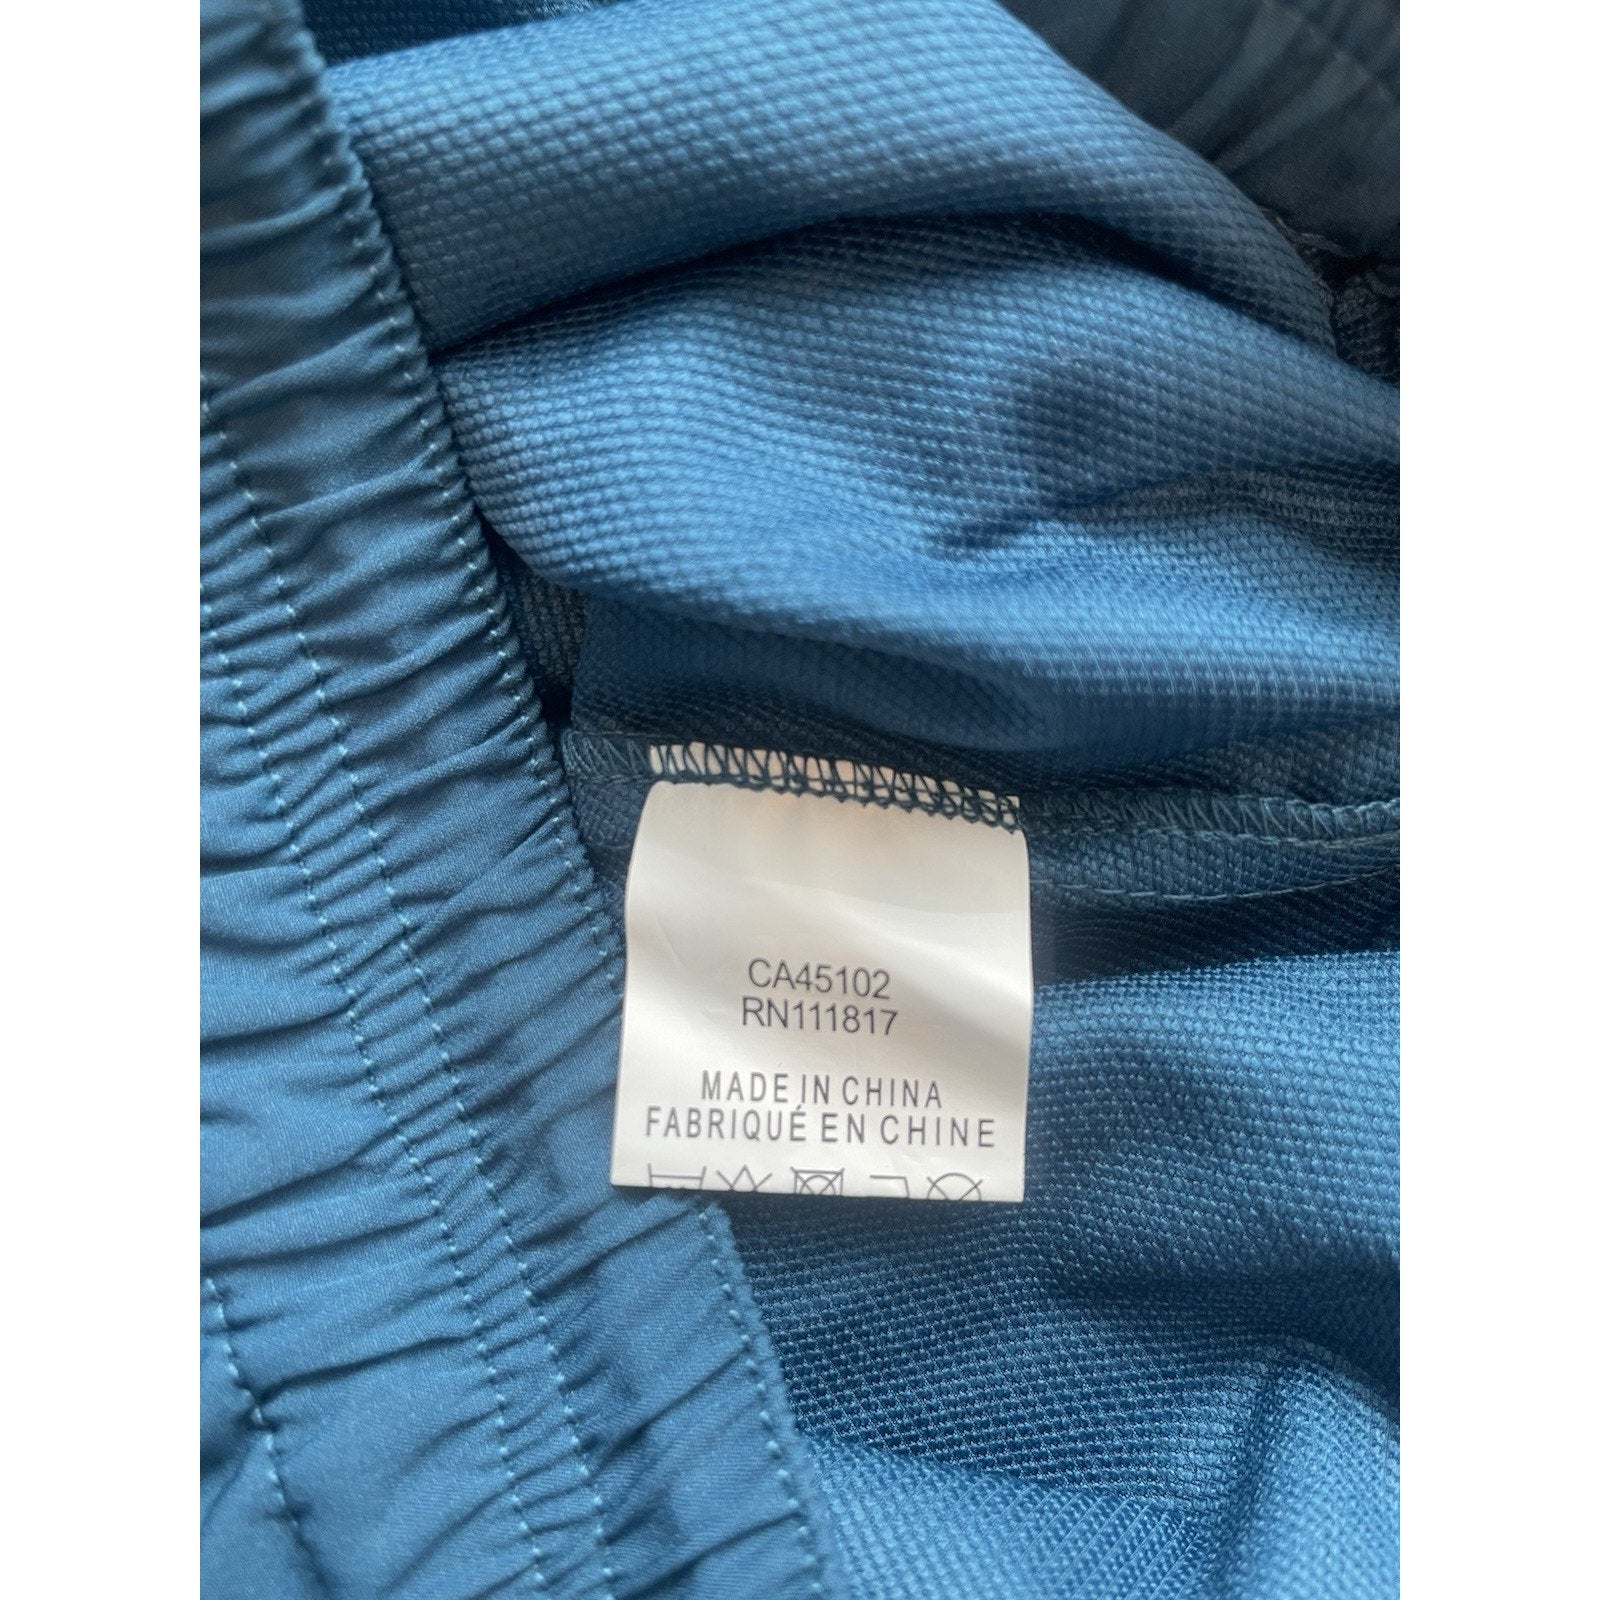 CA45102
RN111817
MADE IN CHINA
FABRIQUÉ EN CHINE